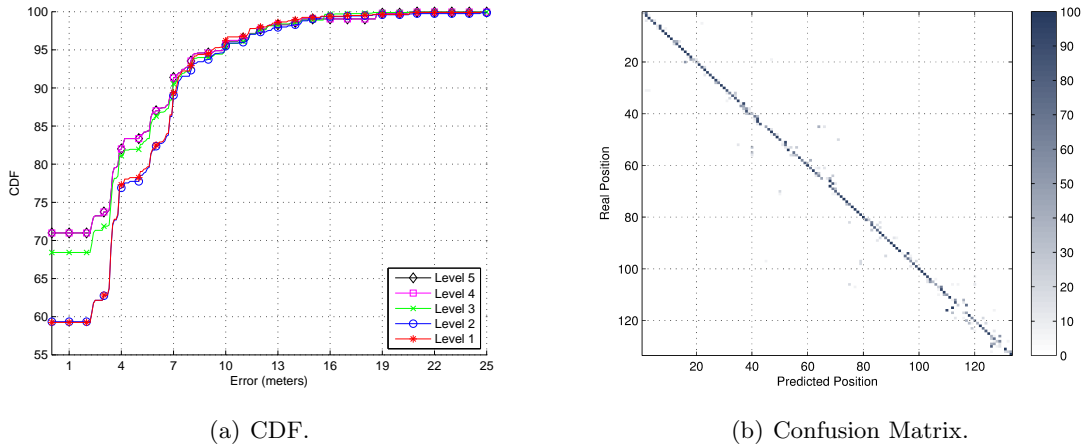 100
95
90
85
80
75
70
65
60
55
CDF
1 4 7 10 13 16 19 22 25
Error (meters)
Level 5
Level 4
Level 3
Level 2
Level 1
(a) CDF.
20
40
60
80
100
120
Real Position
20 40 60 80 100 120
Predicted Position
100
90
80
70
60
50
40
30
20
10
0
(b) Confusion Matrix.